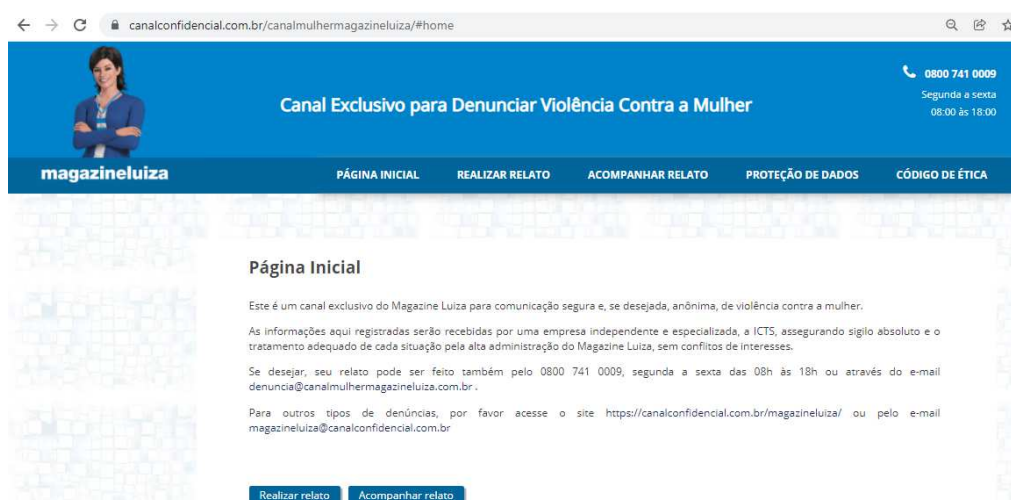 canalconfidencial.com.br/canalmulhermagazineluiza/#home
0800 741 0009
Segunda a sexta
08:00 às 18:00
Canal Exclusivo para Denunciar Violência Contra a Mulher
magazineluiza
PÁGINA INICIAL REALIZAR RELATO ACOMPANHAR RELATO PROTEÇÃO DE DADOS CÓDIGO DE ÉTICA
Página Inicial
Este é um canal exclusivo do Magazine Luiza para comunicação segura e, se desejada, anônima, de violência contra a mulher.
As informações aqui registradas serão recebidas por uma empresa independente e especializada, a ICTS, assegurando sigilo absoluto e o
tratamento adequado de cada situação pela alta administração do Magazine Luiza, sem conflitos de interesses.
Se desejar, seu relato pode ser feito também pelo 0800 741 0009, segunda a sexta das 08h às 18h ou através do e-mail
denuncia@canalmulhermagazineluiza.com.br .
Para outros tipos de denúncias, por favor acesse o site https://canalconfidencial.com.br/magazineluiza/ ou pelo e-mail
magazineluiza@canalconfidencial.com.br
Realizar relato Acompanhar relato